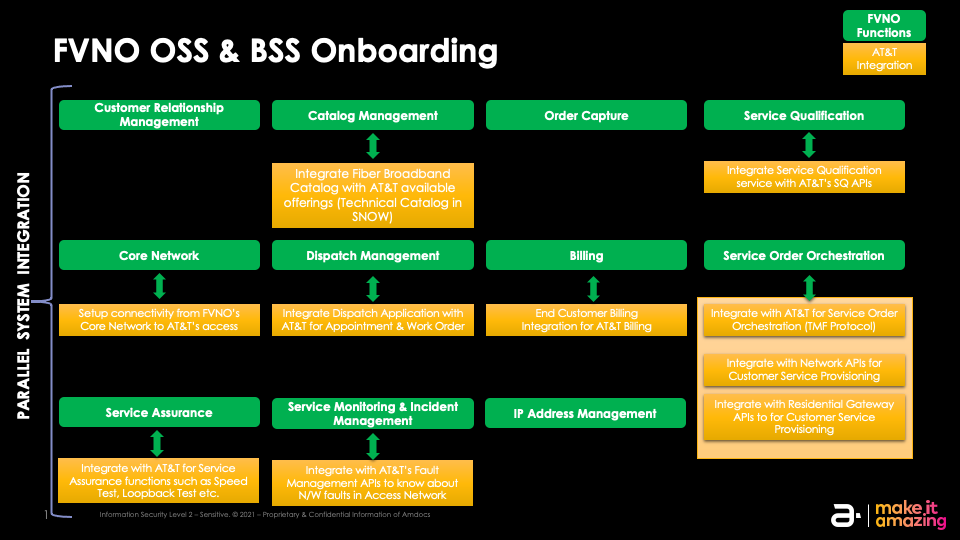 FVNO
Functions
AT&T
integration
FVNO OSS & BSS Onboarding
PARALLEL SYSTEM INTEGRATION
Customer Relationship
Management
Catalog Management
Order Capture
Service Qualification
Integrate Fiber Broadband
Catalog with AT&T available
offerings (Technical Catalog in
SNOW)
Integrate Service Qualification
service with AT&T's SQ APIs
Core Network
Dispatch Management
Billing
Service Order Orchestration
Setup connectivity from FVNO's
Core Network to AT&T's access
Integrate Dispatch Application with
AT&T for Appointment & Work Order
End Customer Billing
Integration for AT&T Billing
Integrate with AT&T for Service Order
Orchestration (TMF Protocol)
Integrate with Network APIs for
Customer Service Provisioning
Integrate with Residential Gateway
APIs to for Customer Service
Provisioning
Service Assurance
Service Monitoring & Incident
Management
IP Address Management
Integrate with AT&T for Service
Assurance functions such as Speed
Test, Loopback Test etc.
Integrate with AT&T's Fault
Management APIs to know about
N/W faults in Access Network
1
Information Security Level 2 – Sensitive. © 2021 – Proprietary & Confidential Information of Amdocs
a
make it
amazing